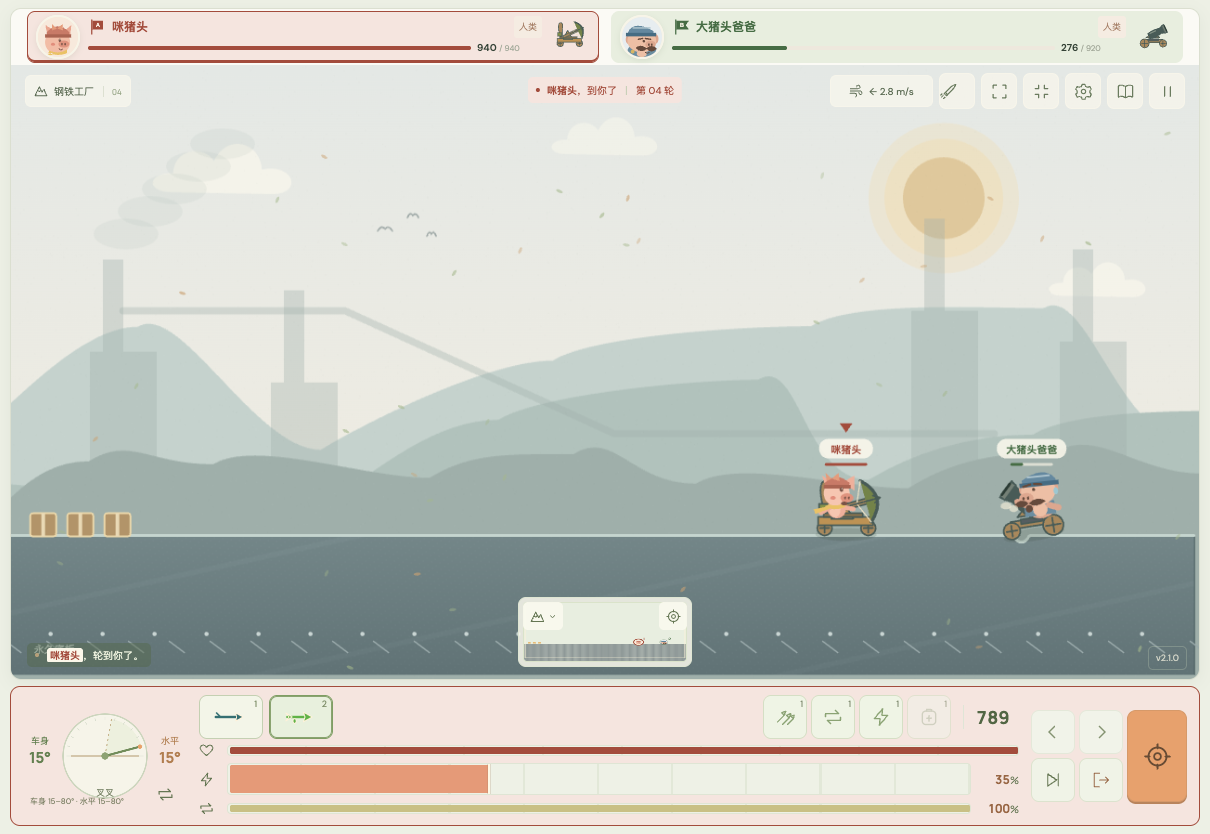 A
咪猪头
人类
940 / 940
B
大猪头爸爸
人类
276 / 920
钢铁工厂 04
咪猪头，到你了 第 04 轮
← 2.8 m/s
咪猪头
大猪头爸爸
咪猪头，轮到你了。
v2.1.0
车身
15°
水平
15°
叉叉
车身 15–80° · 水平 15–80°
1
2
1
1
1
1
789
35%
100%